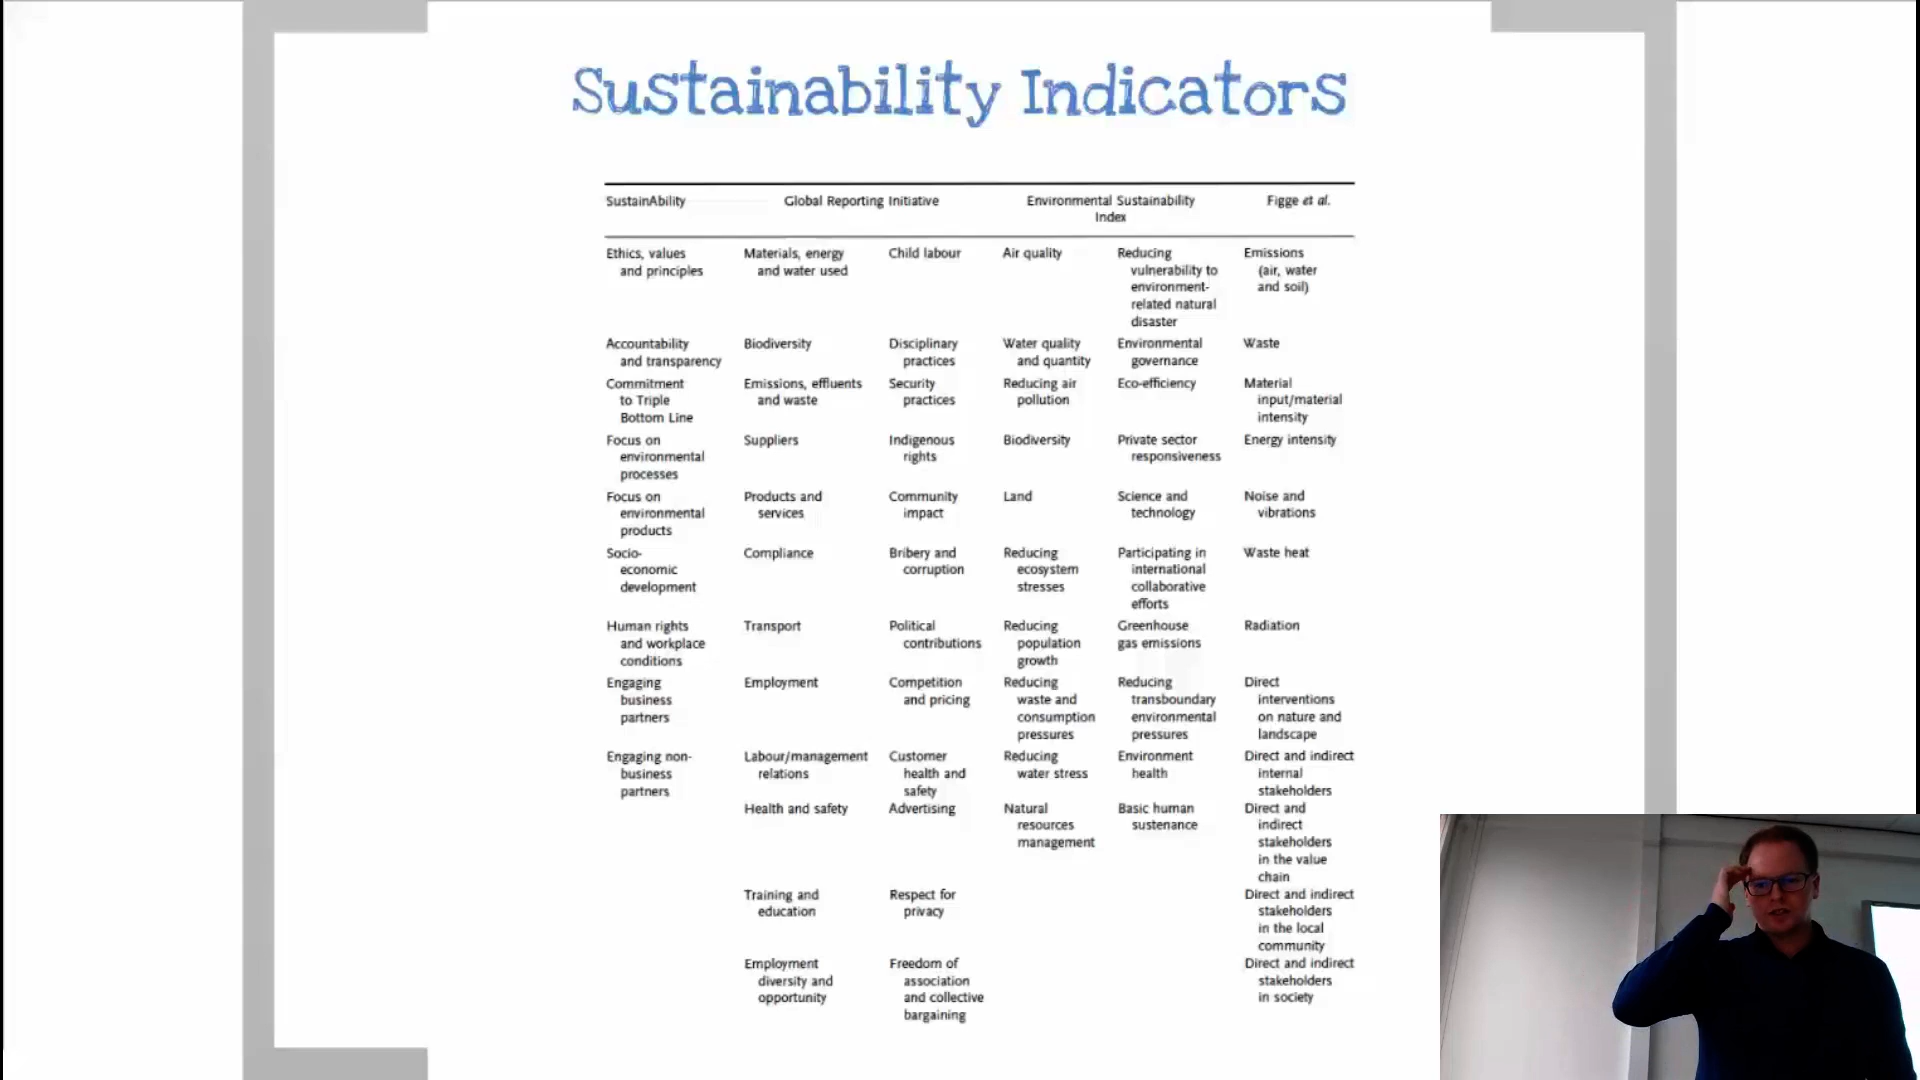 Sustainability Indicators
SustainAbility Global Reporting Initiative Environmental Sustainability Figge et al.
Index
Ethics, values Materials, energy Child labour Air quality Reducing Emissions
and principles and water used vulnerability to (air, water
environment- and soil)
related natural
disaster
Accountability Biodiversity Disciplinary Water quality Environmental Waste
and transparency practices and quantity governance
Commitment Emissions, effluents Security Reducing air Eco-efficiency Material
to Triple and waste practices pollution input/material
Bottom Line intensity
Focus on Suppliers Indigenous Biodiversity Private sector Energy intensity
environmental rights responsiveness
processes
Focus on Products and Community Land Science and Noise and
environmental services impact technology vibrations
products
Socio- Compliance Bribery and Reducing Participating in Waste heat
economic corruption ecosystem international
development stresses collaborative
efforts
Human rights Transport Political Reducing Greenhouse Radiation
and workplace contributions population gas emissions
conditions growth
Engaging Employment Competition Reducing Reducing Direct
business and pricing waste and transboundary interventions
partners consumption environmental on nature and
pressures pressures landscape
Engaging non- Labour/management Customer Reducing Environment Direct and indirect
business relations health and water stress health internal
partners safety stakeholders
Health and safety Advertising Natural Basic human Direct and
resources sustenance indirect
management stakeholders
in the value
chain
Training and Respect for Direct and indirect
education privacy stakeholders
in the local
community
Employment Freedom of Direct and indirect
diversity and association stakeholders
opportunity and collective in society
bargaining